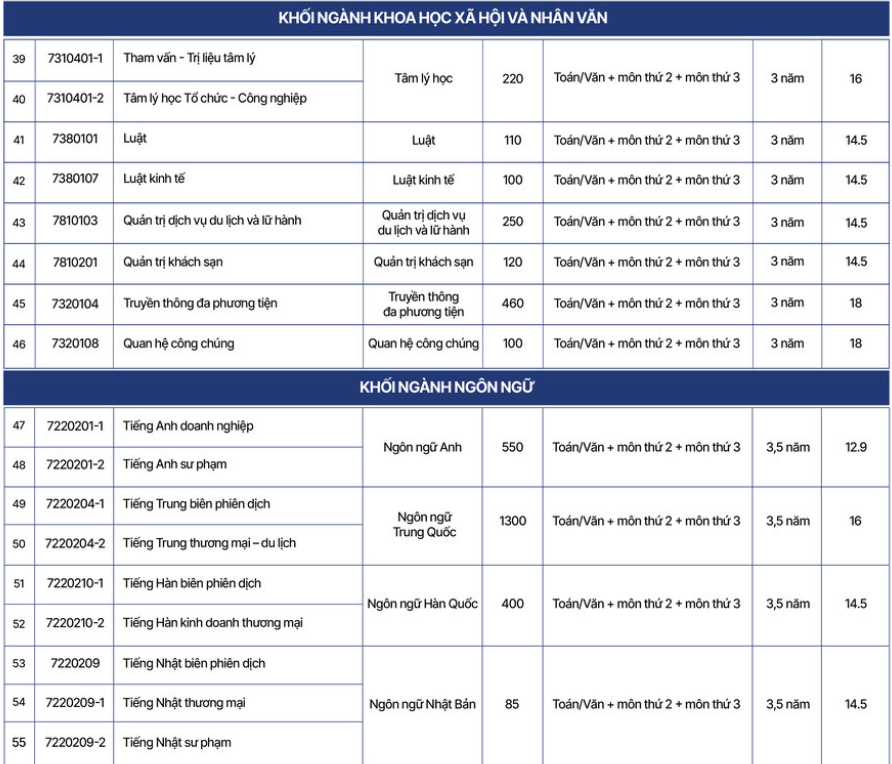 KHỐI NGÀNH KHOA HỌC XÃ HỘI VÀ NHÂN VĂN
39 7310401-1 Tham vấn - Trị liệu tâm lý
Tâm lý học 220 Toán/Văn + môn thứ 2 + môn thứ 3 3 năm 16
40 7310401-2 Tâm lý học Tổ chức - Công nghiệp
41 7380101 Luật Luật 110 Toán/Văn + môn thứ 2 + môn thứ 3 3 năm 14.5
42 7380107 Luật kinh tế Luật kinh tế 100 Toán/Văn + môn thứ 2 + môn thứ 3 3 năm 14.5
43 7810103 Quản trị dịch vụ du lịch và lữ hành Quản trị dịch vụ
du lịch và lữ hành 250 Toán/Văn + môn thứ 2 + môn thứ 3 3 năm 14.5
44 7810201 Quản trị khách sạn Quản trị khách sạn 120 Toán/Văn + môn thứ 2 + môn thứ 3 3 năm 14.5
45 7320104 Truyền thông đa phương tiện Truyền thông
đa phương tiện 460 Toán/Văn + môn thứ 2 + môn thứ 3 3 năm 18
46 7320108 Quan hệ công chúng Quan hệ công chúng 100 Toán/Văn + môn thứ 2 + môn thứ 3 3 năm 18
KHỐI NGÀNH NGÔN NGỮ
47 7220201-1 Tiếng Anh doanh nghiệp
Ngôn ngữ Anh 550 Toán/Văn + môn thứ 2 + môn thứ 3 3,5 năm 12.9
48 7220201-2 Tiếng Anh sư phạm
49 7220204-1 Tiếng Trung biên phiên dịch
Ngôn ngữ
Trung Quốc 1300 Toán/Văn + môn thứ 2 + môn thứ 3 3,5 năm 16
50 7220204-2 Tiếng Trung thương mại – du lịch
51 7220210-1 Tiếng Hàn biên phiên dịch
Ngôn ngữ Hàn Quốc 400 Toán/Văn + môn thứ 2 + môn thứ 3 3,5 năm 14.5
52 7220210-2 Tiếng Hàn kinh doanh thương mại
53 7220209 Tiếng Nhật biên phiên dịch
54 7220209-1 Tiếng Nhật thương mại Ngôn ngữ Nhật Bản 85 Toán/Văn + môn thứ 2 + môn thứ 3 3,5 năm 14.5
55 7220209-2 Tiếng Nhật sư phạm